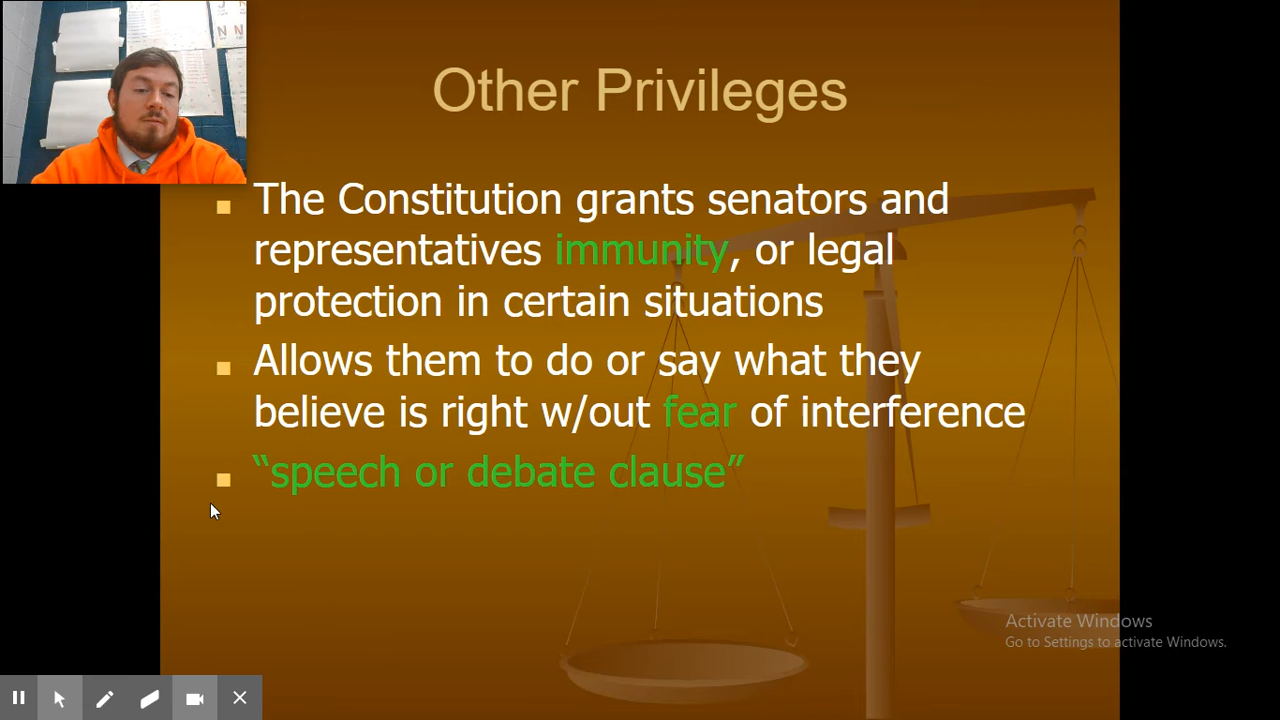 Other Privileges
The Constitution grants senators and
representatives immunity, or legal
protection in certain situations
Allows them to do or say what they
believe is right w/out fear of interference
“speech or debate clause”
Activate Windows
Go to Settings to activate Windows.